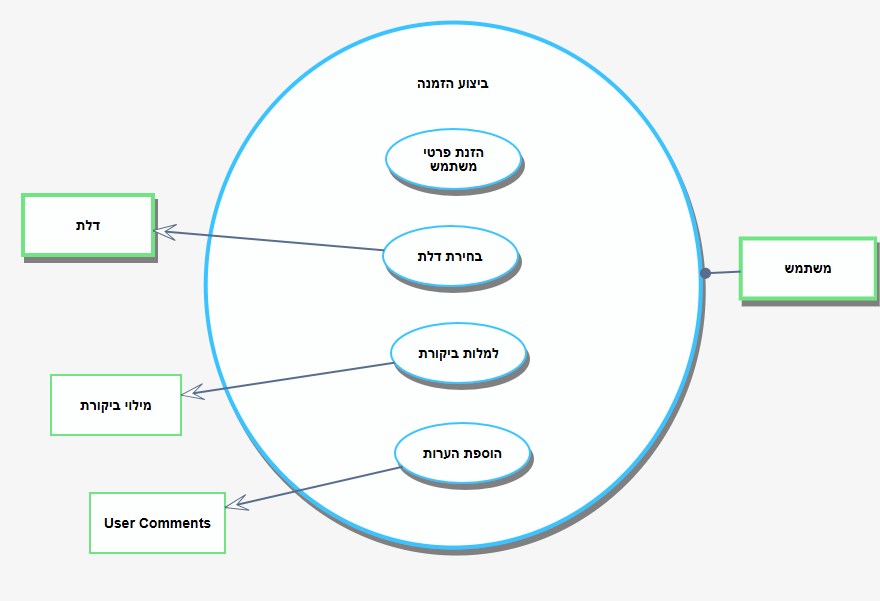 ביצוע הזמנה
הזנת פרטי
משתמש
בחירת דלת
למלות ביקורת
הוספת הערות
משתמש
דלת
מילוי ביקורת
User Comments